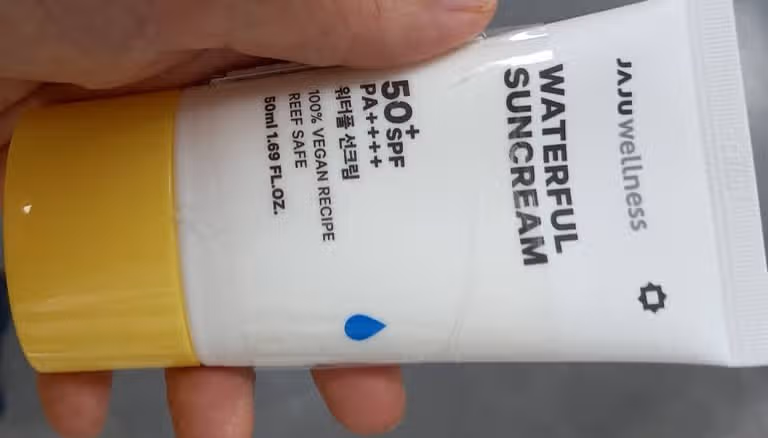 JAJU wellness
WATERFUL
SUNCREAM
50+ SPF
PA++++
워터풀 선크림
100% VEGAN RECIPE
REEF SAFE
50ml 1.69 FL.OZ.